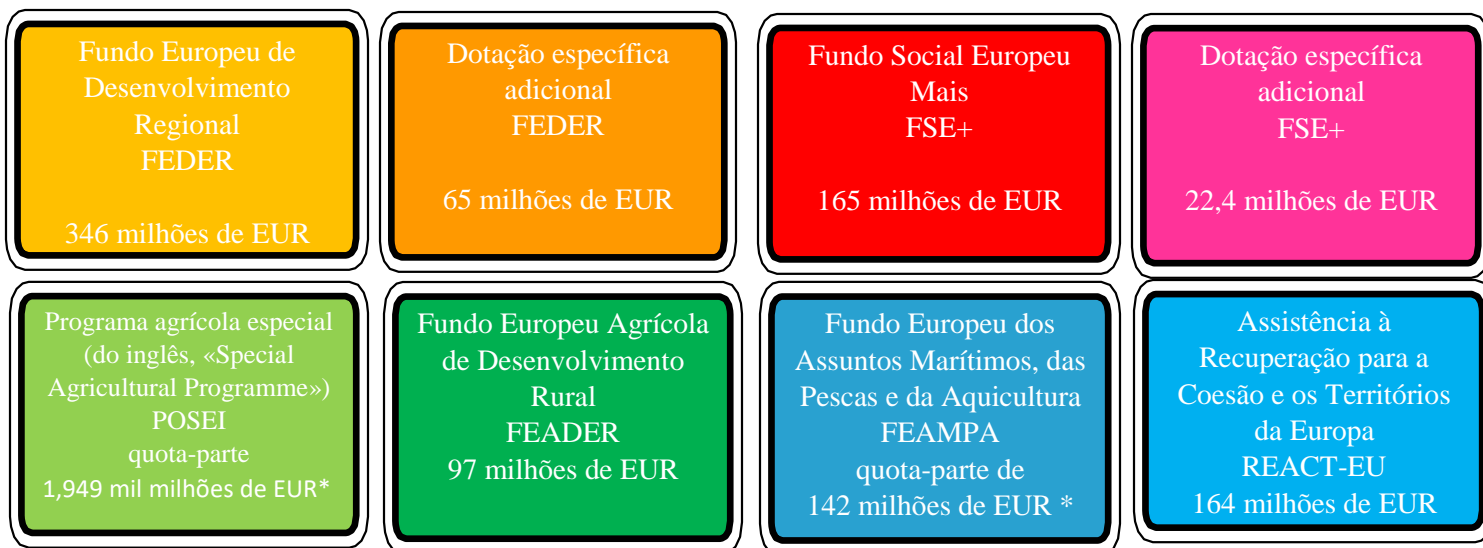 Fundo Europeu de
Desenvolvimento
Regional
FEDER
346 milhões de EUR
Dotação específica
adicional
FEDER
65 milhões de EUR
Fundo Social Europeu
Mais
FSE+
165 milhões de EUR
Dotação específica
adicional
FSE+
22,4 milhões de EUR
Programa agrícola especial
(do inglês, «Special
Agricultural Programme»)
POSEI
quota-parte
1,949 mil milhões de EUR*
Fundo Europeu Agrícola
de Desenvolvimento
Rural
FEADER
97 milhões de EUR
Fundo Europeu dos
Assuntos Marítimos, das
Pescas e da Aquicultura
FEAMPA
quota-parte de
142 milhões de EUR *
Assistência à
Recuperação para a
Coesão e os Territórios
da Europa
REACT-EU
164 milhões de EUR